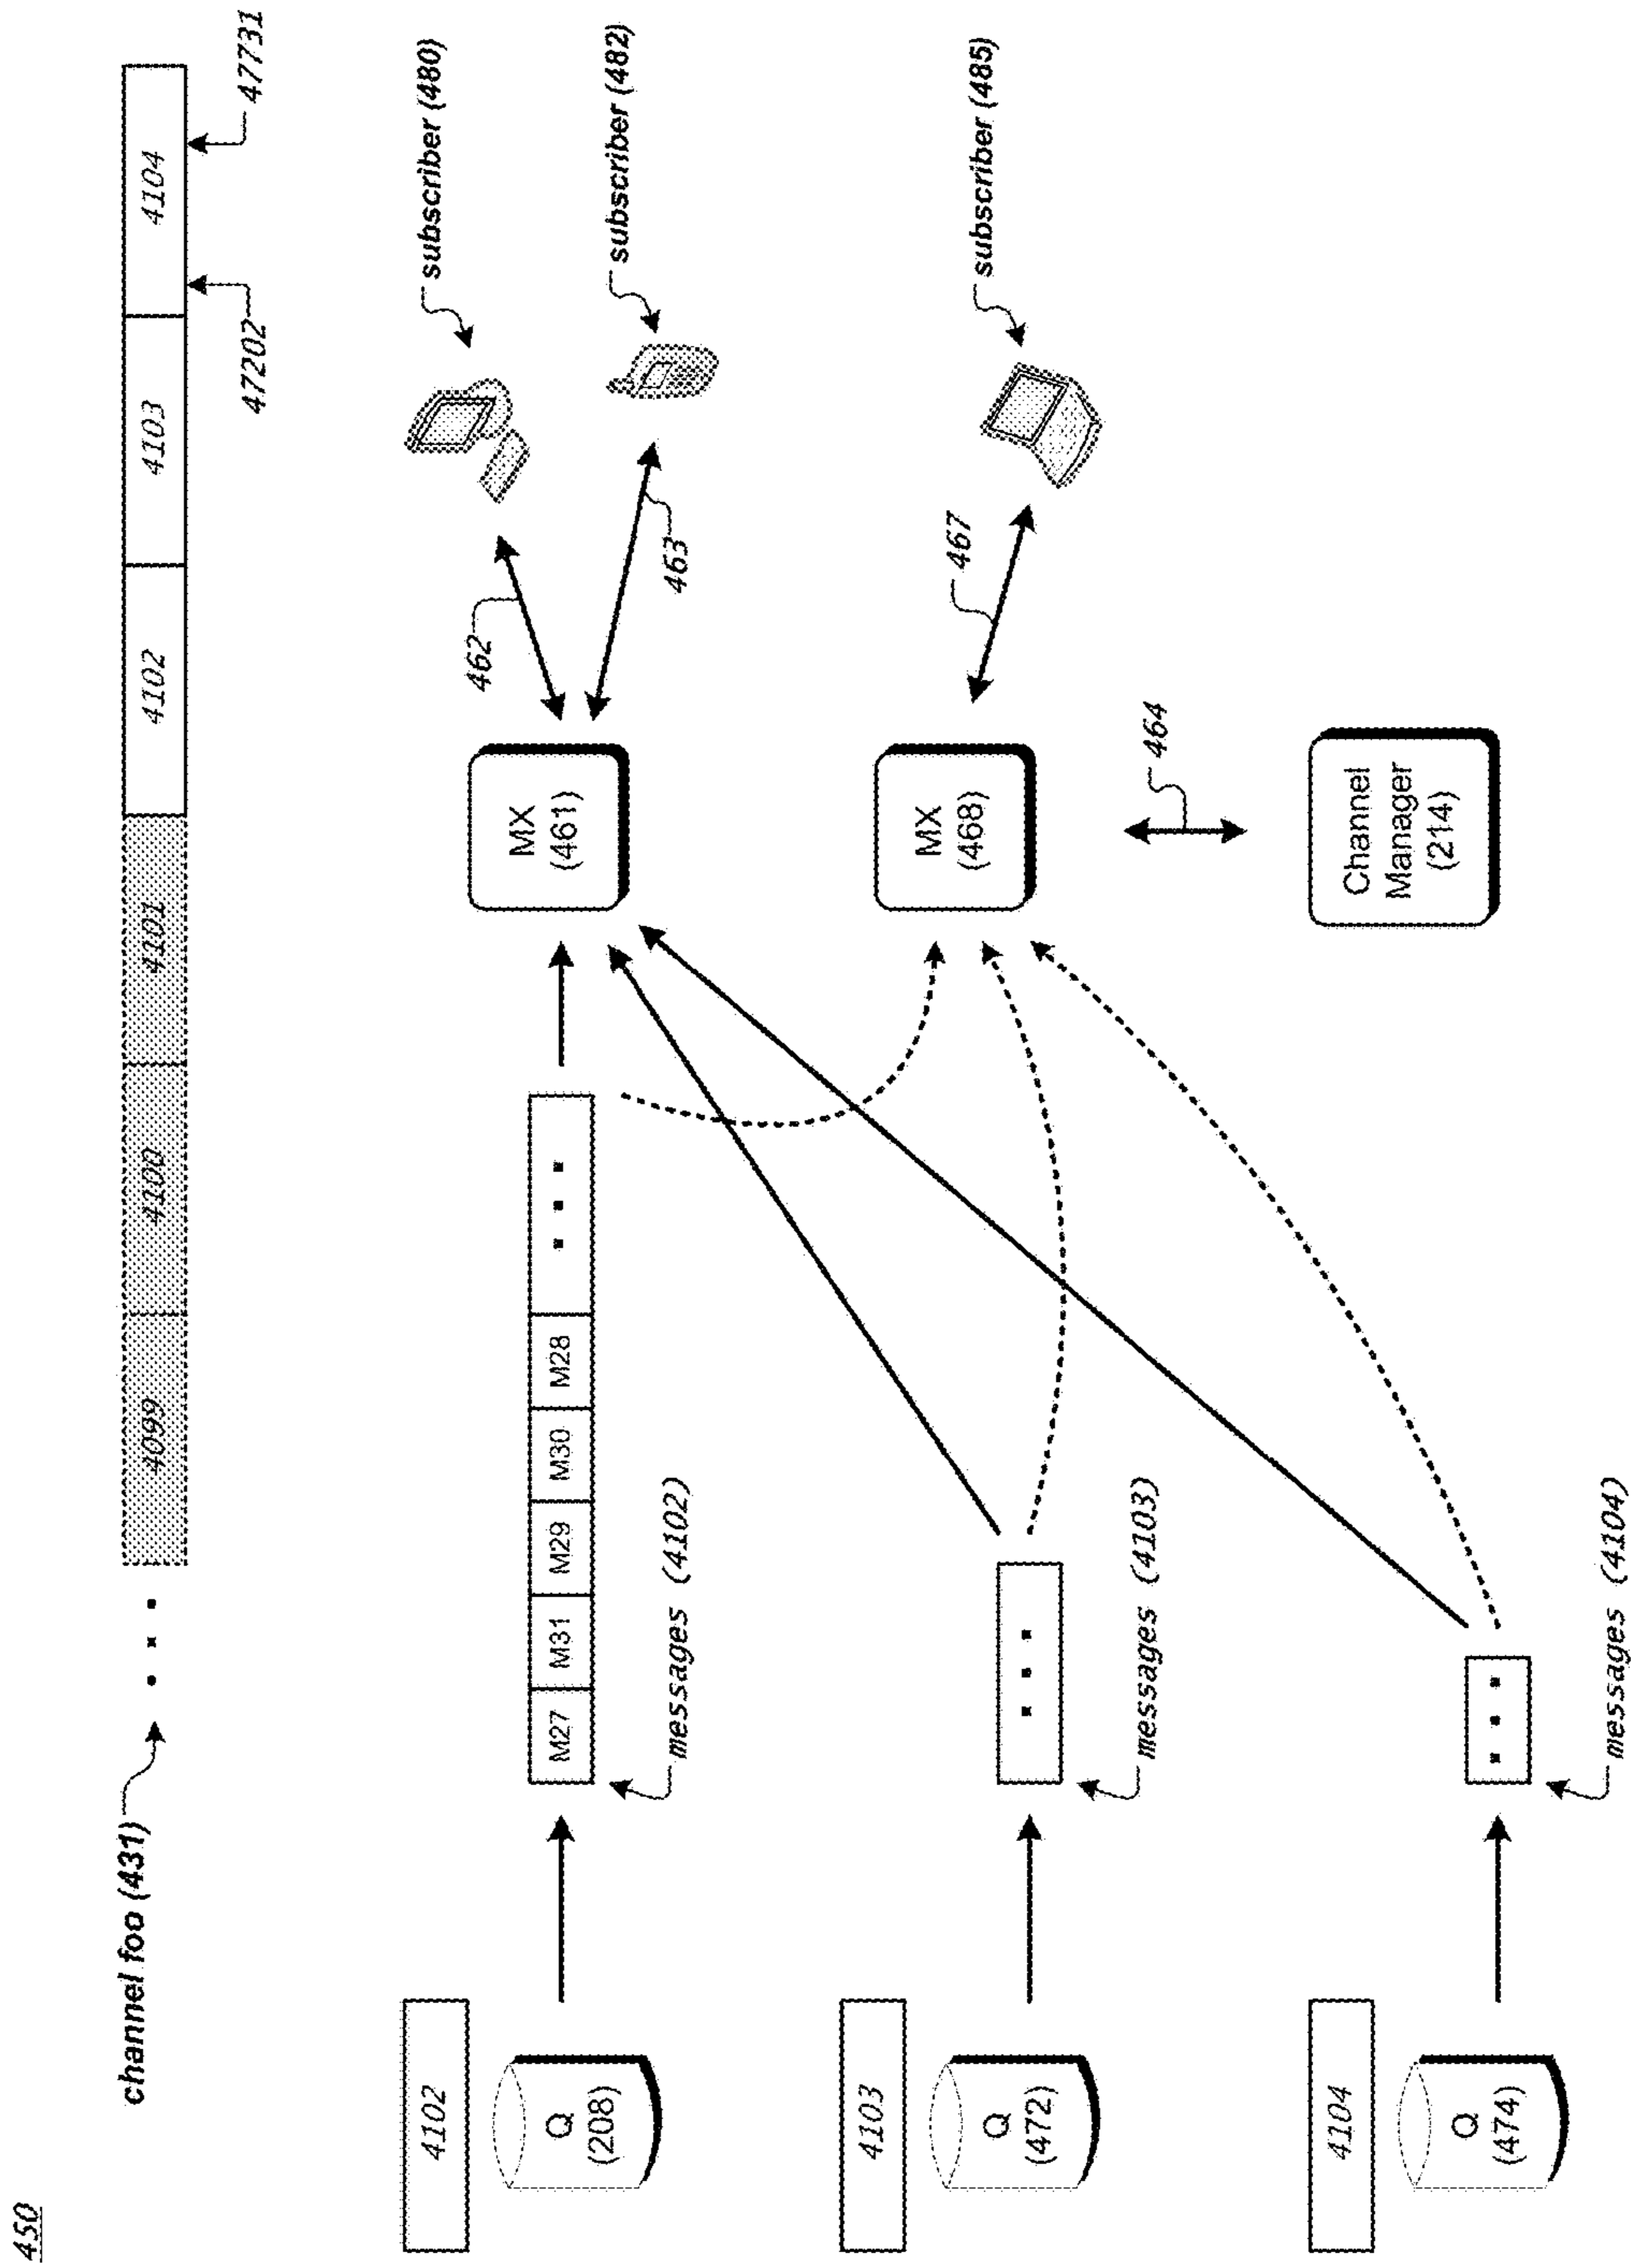 450
channel foo (431)
4099
4100
4101
4102
4103
4104
47202
47731
4102
Q
(208)
M27
M31
M29
M30
M28
messages (4102)
MX
(461)
462
463
subscriber (480)
subscriber (482)
4103
Q
(472)
messages (4103)
MX
(468)
467
subscriber (485)
464
4104
Q
(474)
messages (4104)
Channel
Manager
(214)